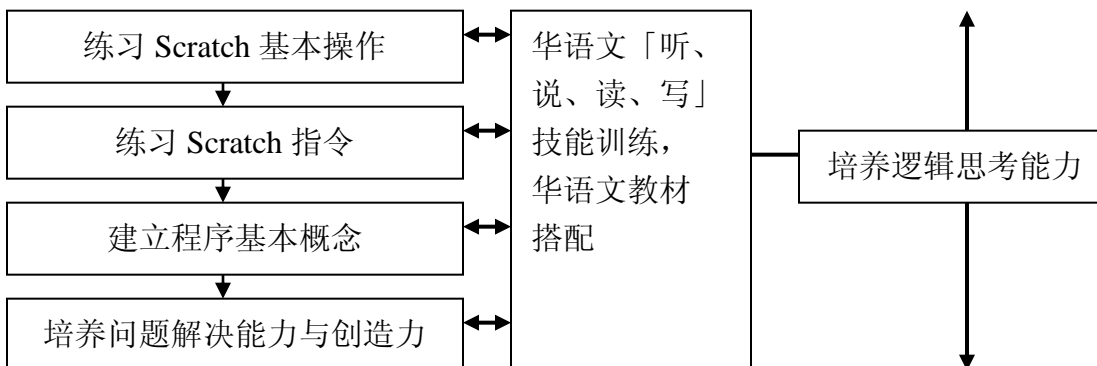 练习 Scratch 基本操作
练习 Scratch 指令
建立程序基本概念
培养问题解决能力与创造力
华语文「听、
说、读、写」
技能训练，
华语文教材
搭配
培养逻辑思考能力